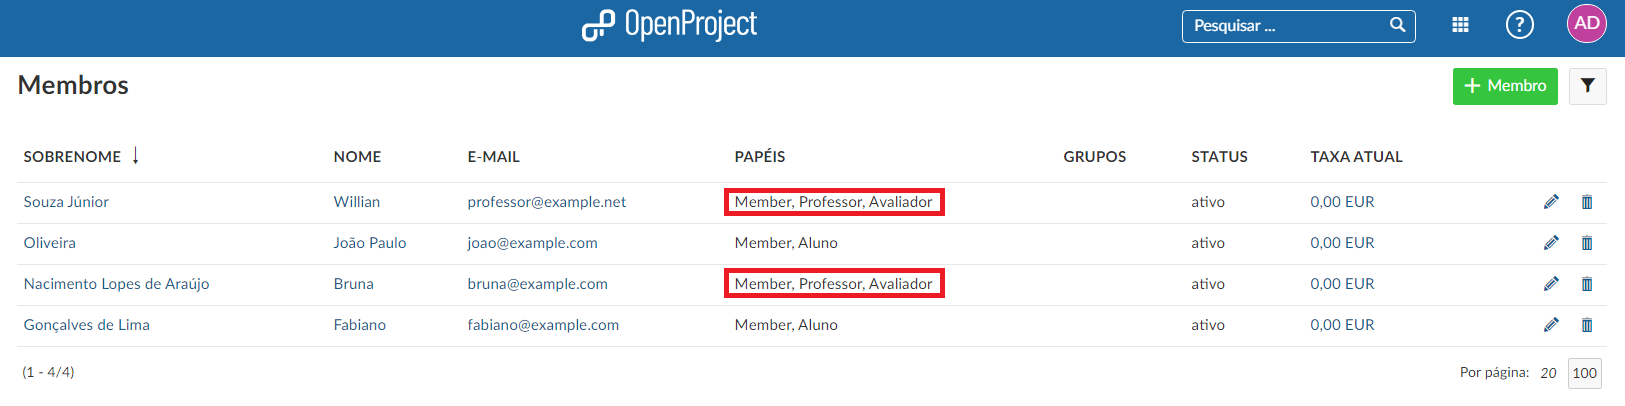 OpenProject Pesquisar ... ? AD
Membros + Membro
SOBRENOME ↓ NOME E-MAIL PAPÉIS GRUPOS STATUS TAXA ATUAL
Souza Júnior Willian professor@example.net Member, Professor, Avaliador ativo 0,00 EUR
Oliveira João Paulo joao@example.com Member, Aluno ativo 0,00 EUR
Nacimento Lopes de Araújo Bruna bruna@example.com Member, Professor, Avaliador ativo 0,00 EUR
Gonçalves de Lima Fabiano fabiano@example.com Member, Aluno ativo 0,00 EUR
(1 - 4/4) Por página: 20 100